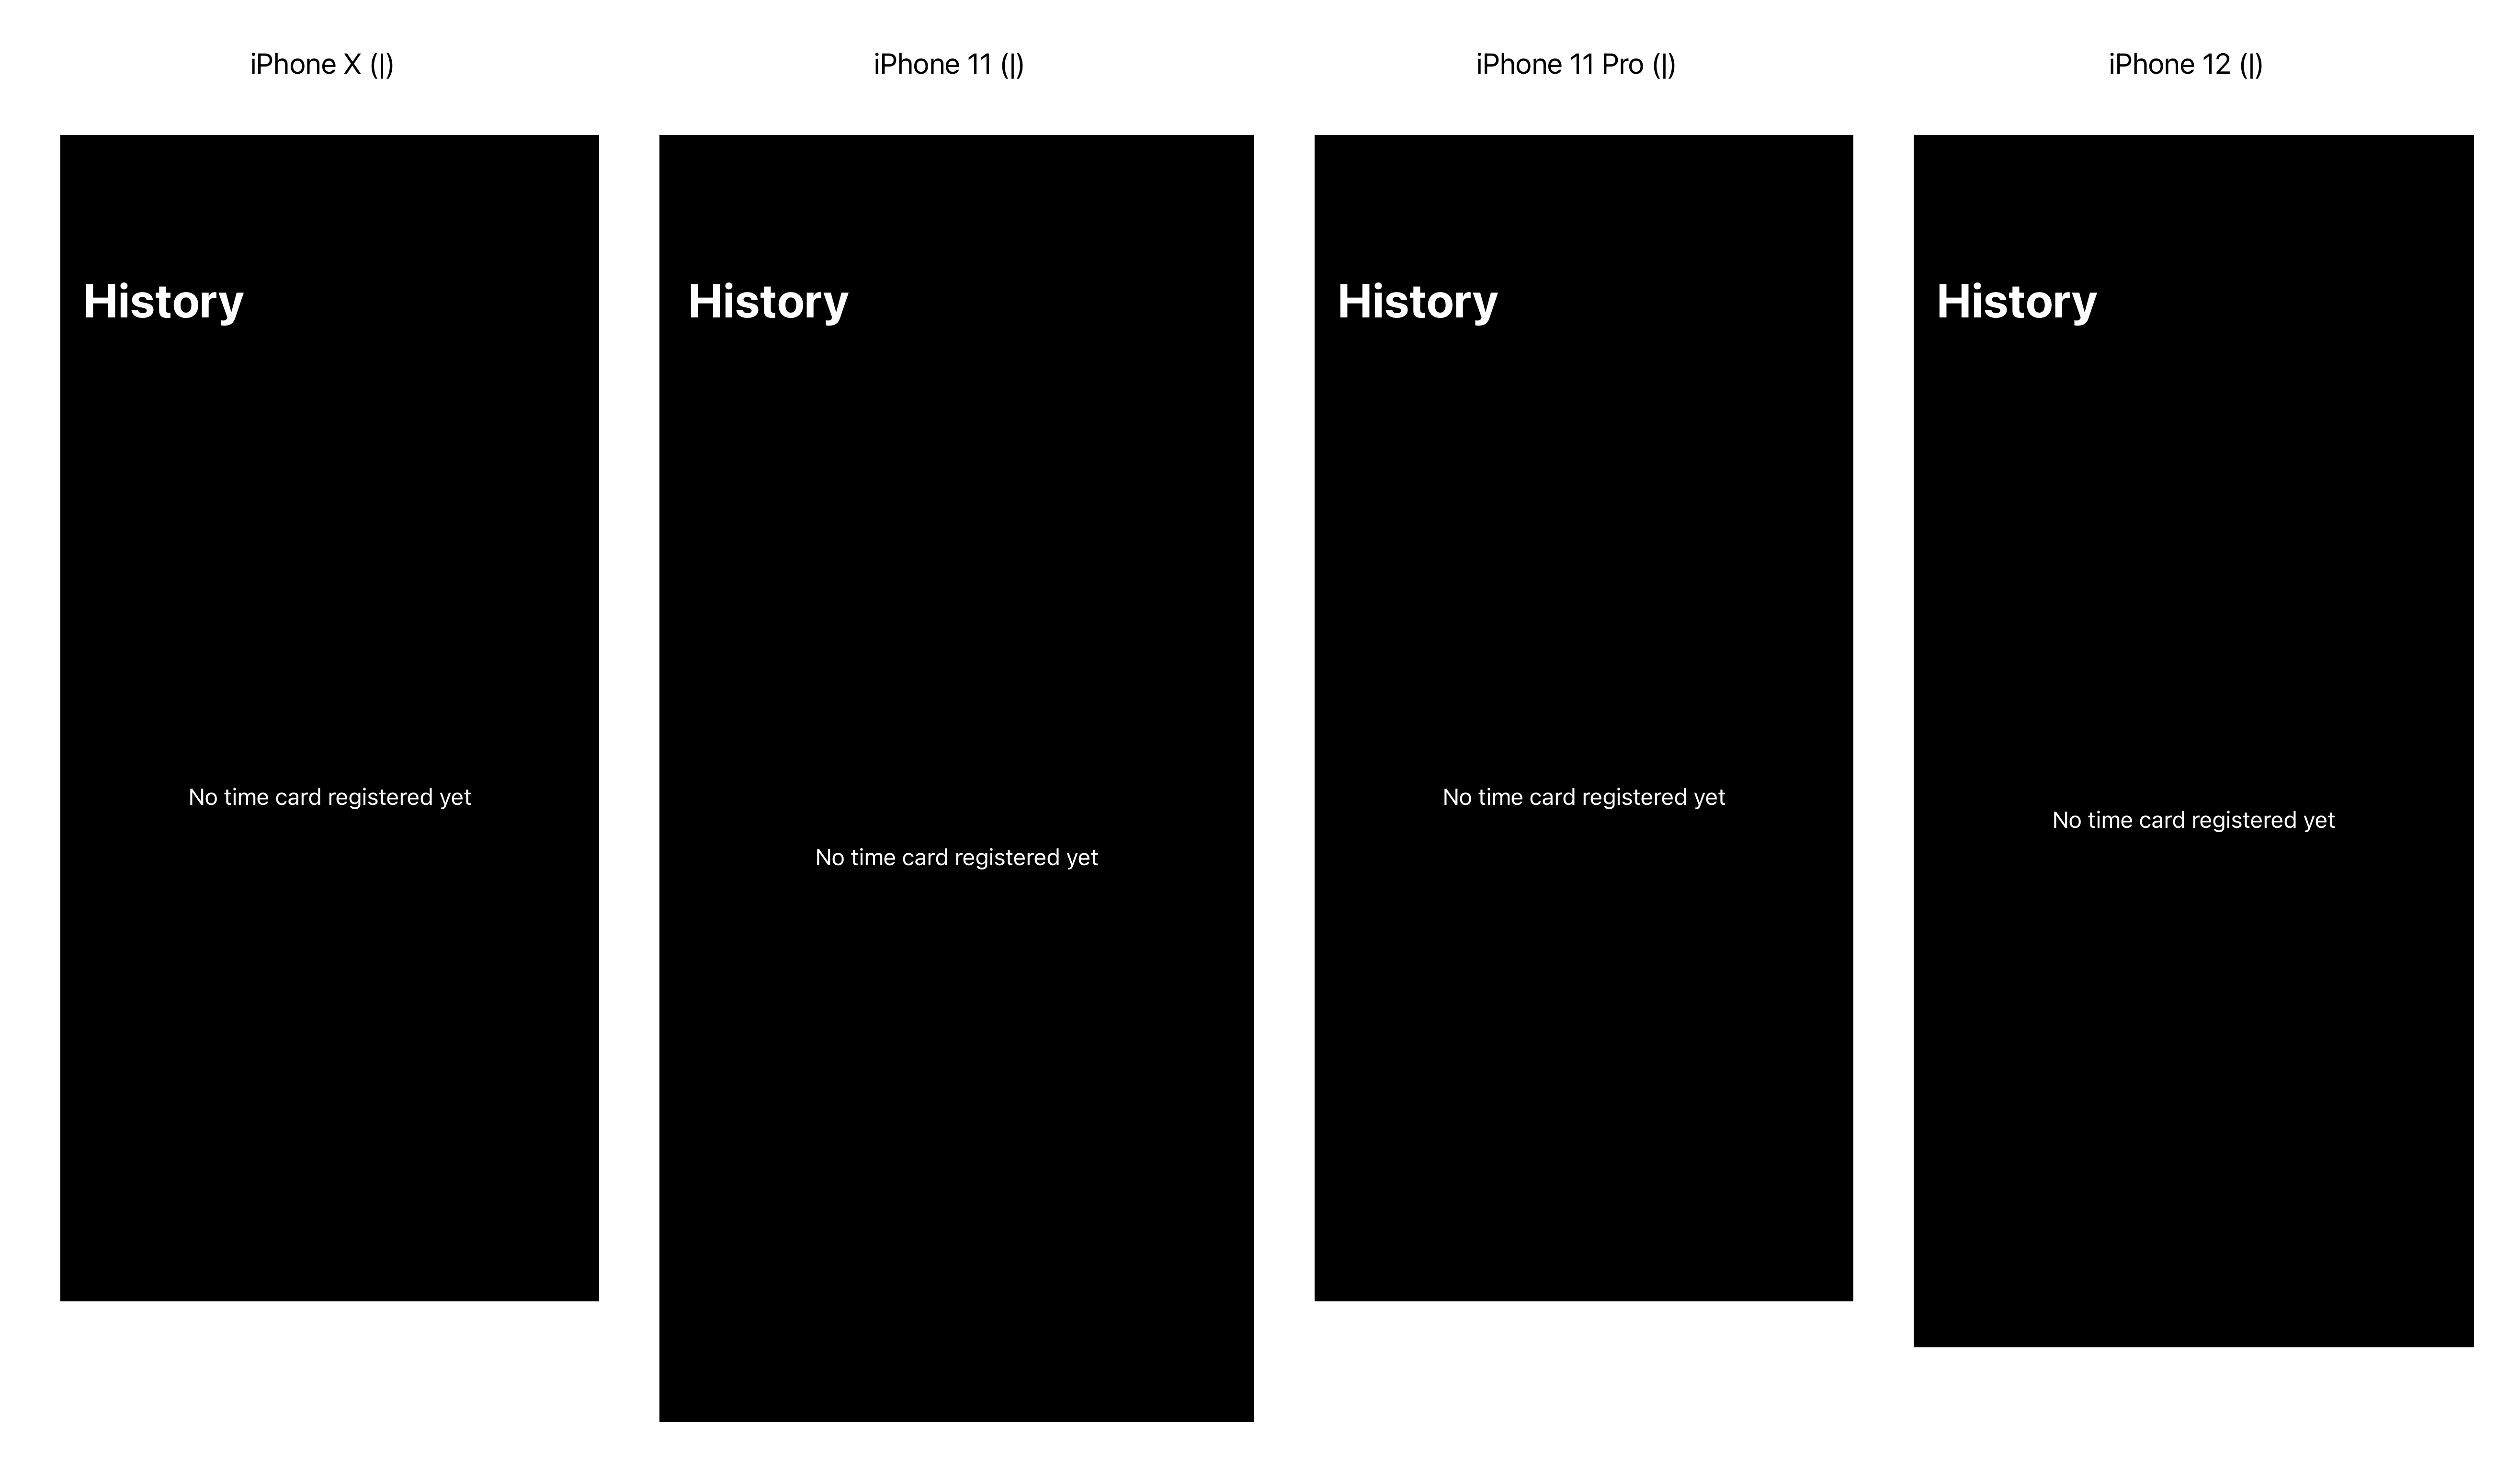 iPhone X (|)
iPhone 11 (|)
iPhone 11 Pro (|)
iPhone 12 (|)
History
History
History
History
No time card registered yet
No time card registered yet
No time card registered yet
No time card registered yet